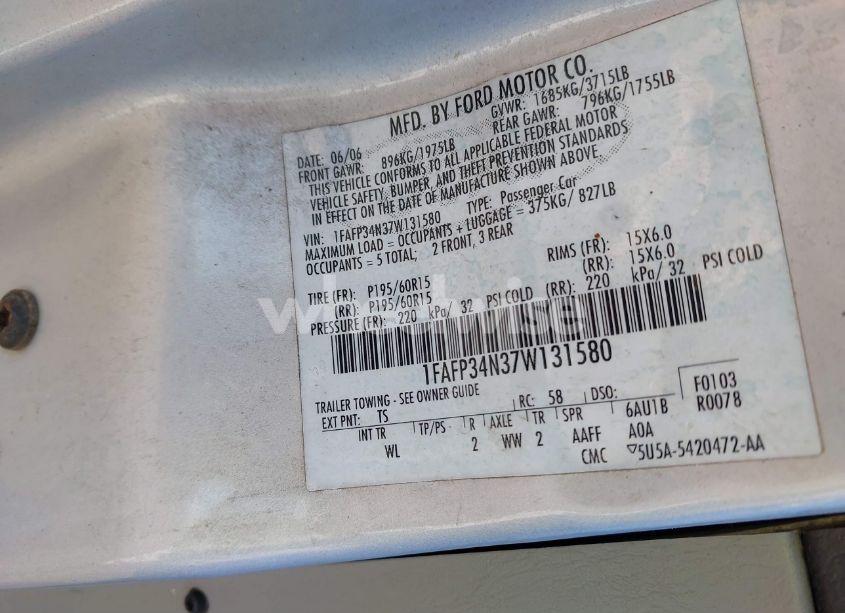 MFD. BY FORD MOTOR CO.
DATE: 06/06 GVWR: 1685KG/3715LB
FRONT GAWR: 896KG/1975LB REAR GAWR: 796KG/1755LB
THIS VEHICLE CONFORMS TO ALL APPLICABLE FEDERAL MOTOR
VEHICLE SAFETY, BUMPER, AND THEFT PREVENTION STANDARDS
IN EFFECT ON THE DATE OF MANUFACTURE SHOWN ABOVE.
VIN: 1FAFP34N37W131580 TYPE: Passenger Car
MAXIMUM LOAD = OCCUPANTS + LUGGAGE = 375KG/ 827LB
OCCUPANTS = 5 TOTAL; 2 FRONT, 3 REAR
TIRE (FR): P195/60R15 RIMS (FR): 15X6.0
(RR): P195/60R15 (RR): 15X6.0
PRESSURE (FR): 220 kPa/ 32 PSI COLD (RR): 220 kPa/ 32 PSI COLD
1FAFP34N37W131580
TRAILER TOWING - SEE OWNER GUIDE
EXT PNT: TS RC: 58 DSO: F0103
INT TR TP/PS R AXLE TR SPR 6AU1B R0078
WL 2 WW 2 AAFF A0A
CMC ▽5U5A-5420472-AA